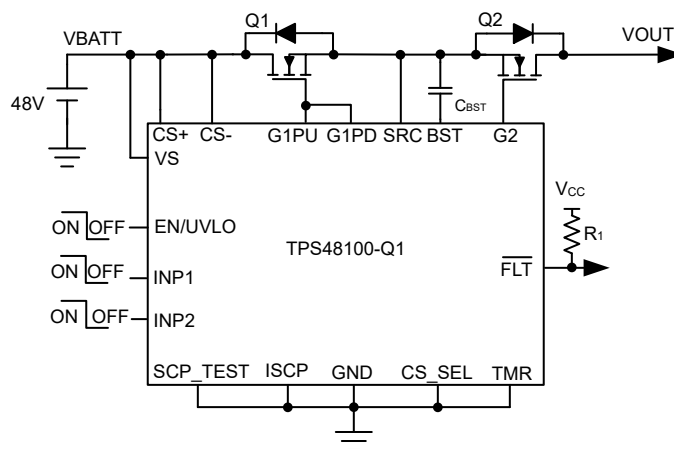 Q1
Q2
VBATT
VOUT
48V
CBST
CS+ CS- G1PU G1PD SRC BST G2
VS
VCC
ON OFF EN/UVLO
TPS48100-Q1
R1
FLT
ON OFF INP1
ON OFF INP2
SCP_TEST ISCP GND CS_SEL TMR